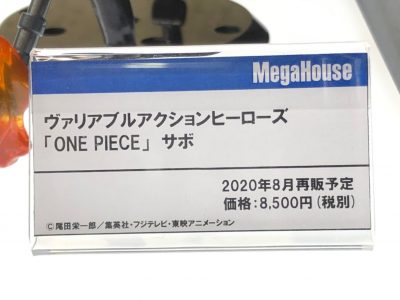 MegaHouse
ヴァリアブルアクションヒーローズ
「ONE PIECE」 サボ
2020年8月再販予定
価格:8,500円(税別)
©尾田栄一郎/集英社・フジテレビ・東映アニメーション